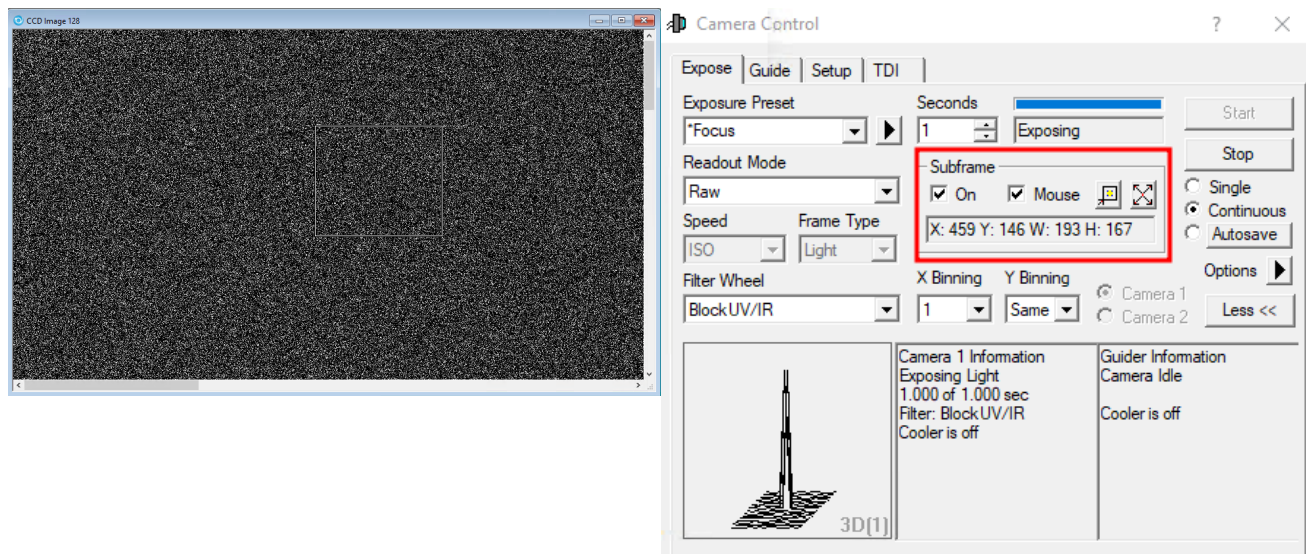 CCD Image 128
Camera Control
?
Expose Guide Setup TDI
Exposure Preset
*Focus
Seconds
1
Exposing
Start
Stop
Readout Mode
Raw
Subframe
On Mouse
X: 459 Y: 146 W: 193 H: 167
Single
Continuous
Autosave
Speed
ISO
Frame Type
Light
Filter Wheel
Block UV/IR
X Binning
1
Y Binning
Same
Camera 1
Camera 2
Options
Less <<
3D[1]
Camera 1 Information
Exposing Light
1.000 of 1.000 sec
Filter: Block UV/IR
Cooler is off
Guider Information
Camera Idle
Cooler is off